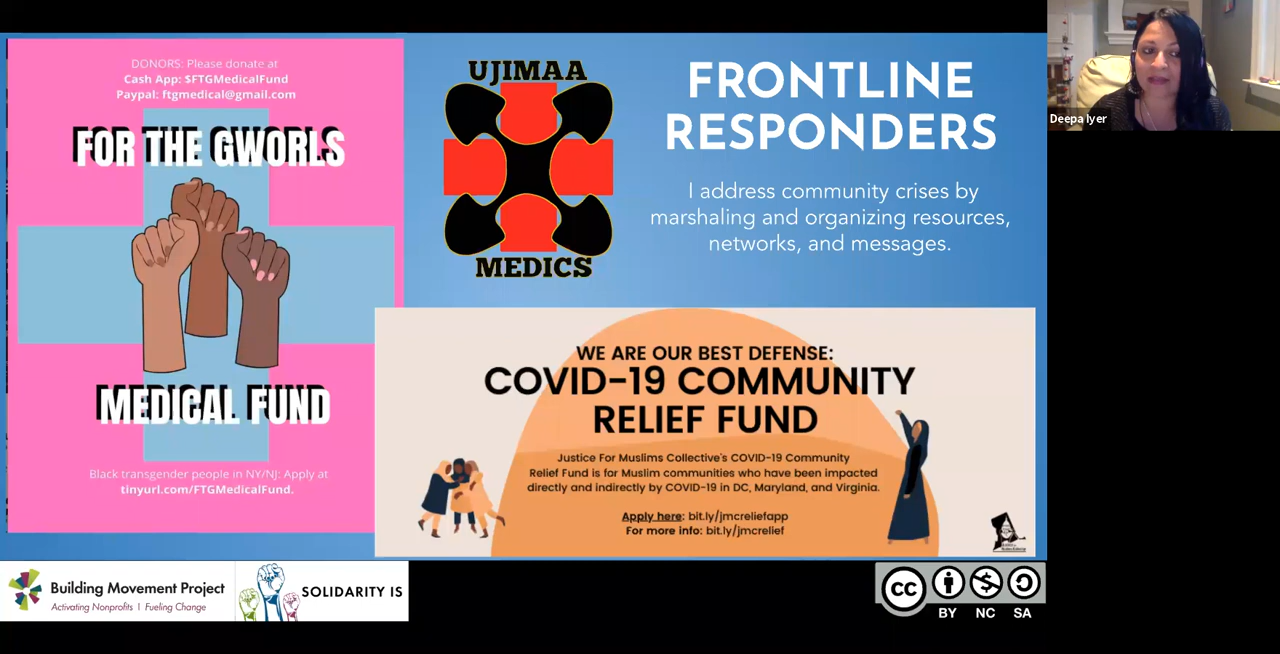 DONORS: Please donate at
Cash App: $FTGMedicalFund
Paypal: ftgmedical@gmail.com
FOR THE GWORLS
MEDICAL FUND
Black transgender people in NY/NJ: Apply at
tinyurl.com/FTGMedicalFund.
UJIMAA
MEDICS
FRONTLINE
RESPONDERS
I address community crises by
marshaling and organizing resources,
networks, and messages.
Deepa Iyer
WE ARE OUR BEST DEFENSE:
COVID-19 COMMUNITY
RELIEF FUND
Justice For Muslims Collective's COVID-19 Community
Relief Fund is for Muslim communities who have been impacted
directly and indirectly by COVID-19 in DC, Maryland, and Virginia.
Apply here: bit.ly/jmcreliefapp
For more info: bit.ly/jmcrelief
Building Movement Project
Activating Nonprofits | Fueling Change
SOLIDARITY IS
cc
BY NC SA